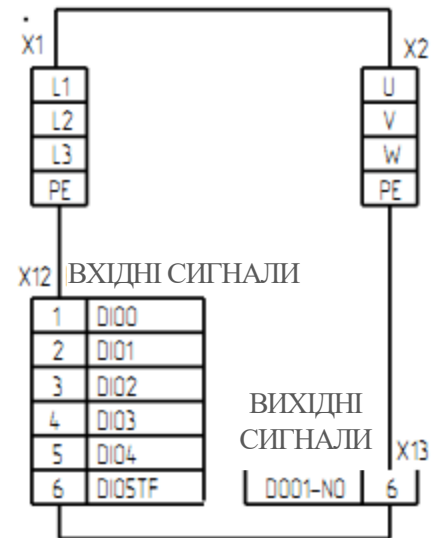 X1
X2
L1
L2
L3
PE
U
V
W
PE
X12 ВХІДНІ СИГНАЛИ
1 DI00
2 DI01
3 DI02
4 DI03
5 DI04
6 DI05TF
ВИХІДНІ
СИГНАЛИ
X13
DO01-NO 6